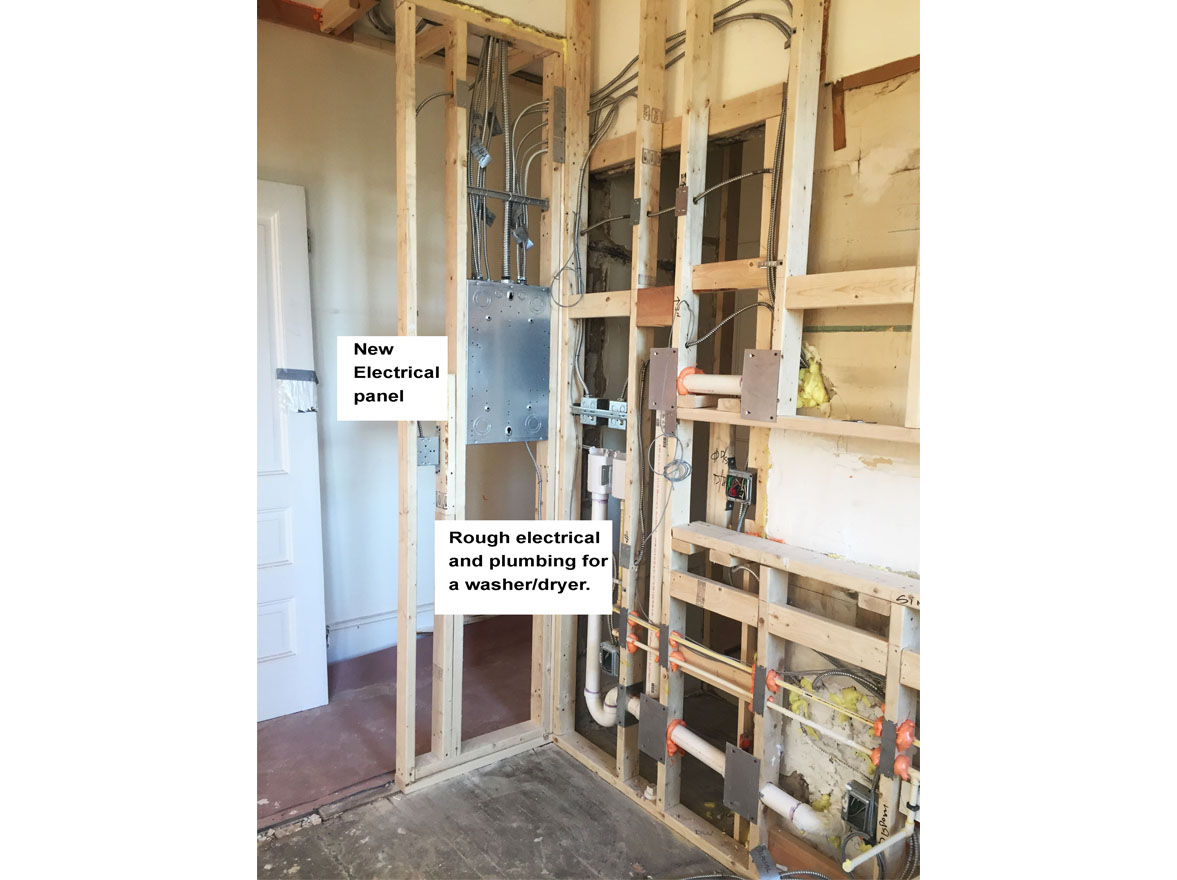 New
Electrical
panel
Rough electrical
and plumbing for
a washer/dryer.